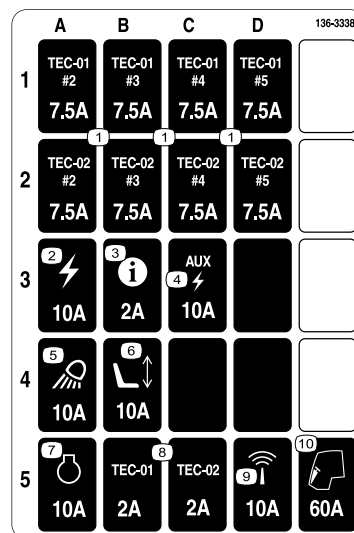 A B C D 136-3338
1
TEC-01 TEC-01 TEC-01 TEC-01
#2 #3 #4 #5
7.5A 7.5A 7.5A 7.5A
1 1 1
2
TEC-02 TEC-02 TEC-02 TEC-02
#2 #3 #4 #5
7.5A 7.5A 7.5A 7.5A
2 3 4
AUX
3
10A 2A 10A
5 6
4
10A 10A
7 8 9 10
5
TEC-01 TEC-02
10A 2A 2A 10A 60A